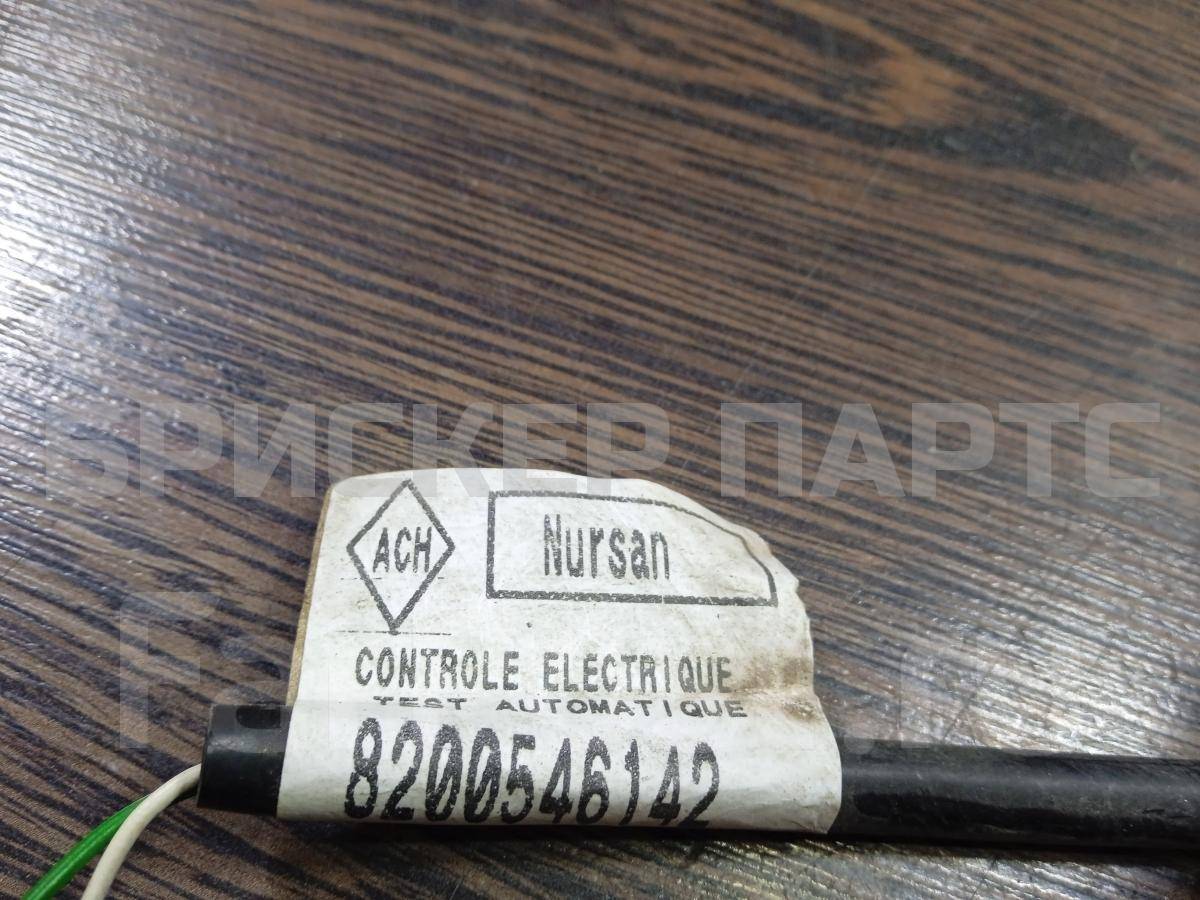 БРИСКЕР ПАРТС
ACH
Nursan
CONTROLE ELECTRIQUE
TEST AUTOMATIQUE
8200546142